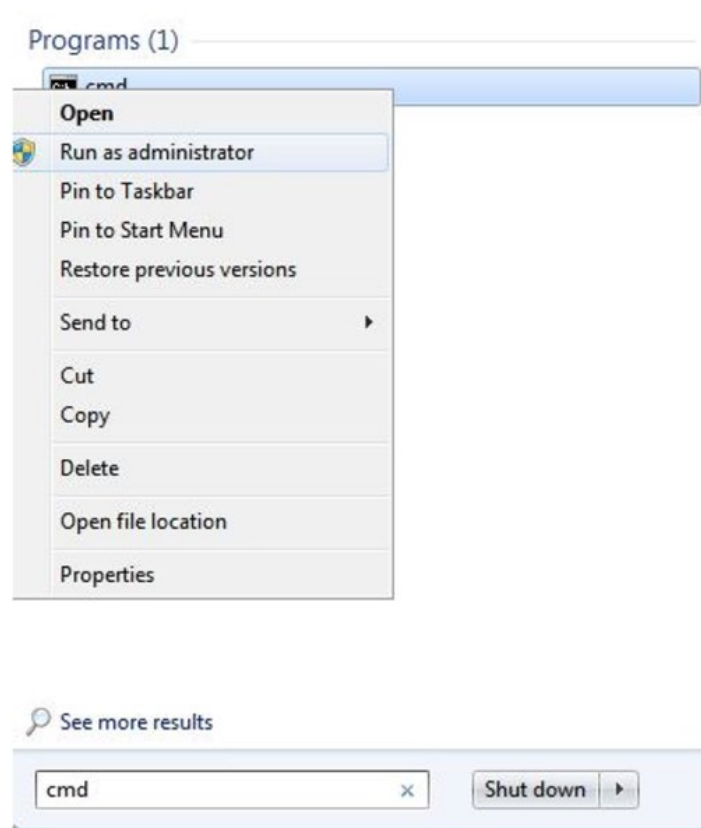 Programs (1)
cmd
Open
Run as administrator
Pin to Taskbar
Pin to Start Menu
Restore previous versions
Send to
Cut
Copy
Delete
Open file location
Properties
See more results
cmd
Shut down